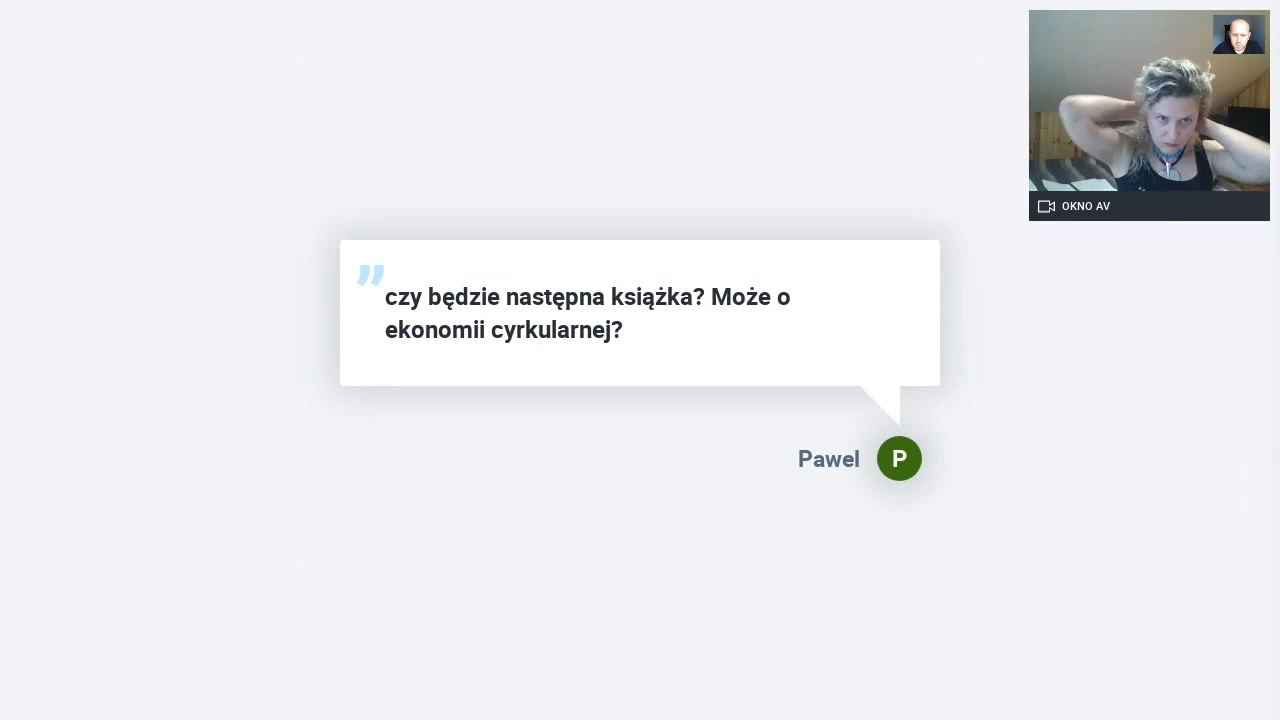 OKNO AV
” czy będzie następna książka? Może o
ekonomii cyrkularnej?
Pawel
P